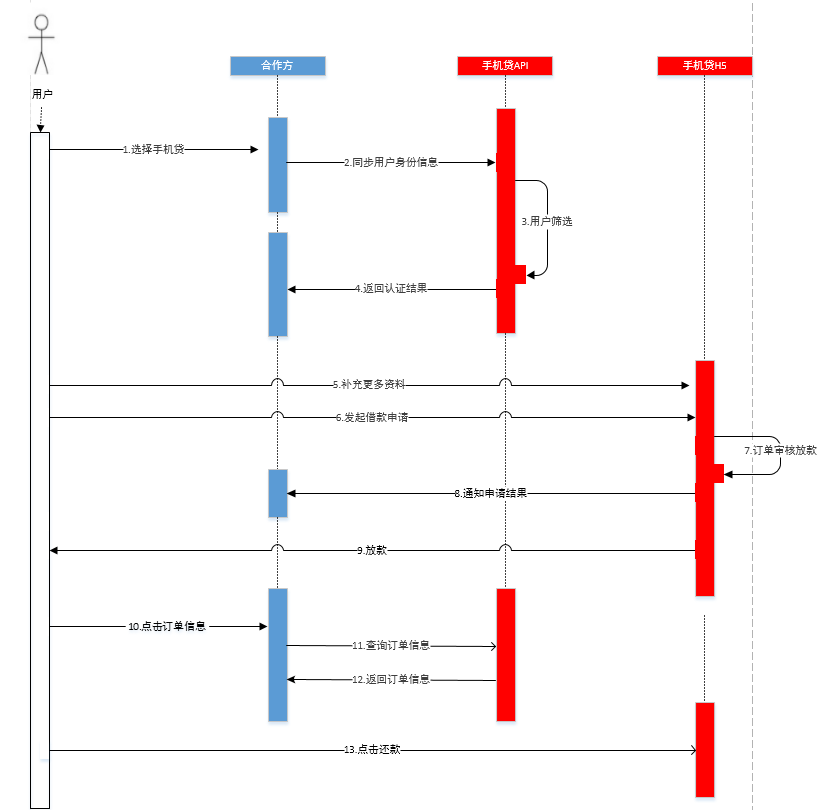 合作方
手机贷API
手机贷H5
用户
1.选择手机贷
2.同步用户身份信息
3.用户筛选
4.返回认证结果
5.补充更多资料
6.发起借款申请
7.订单审核放款
8.通知申请结果
9.放款
10.点击订单信息
11.查询订单信息
12.返回订单信息
13.点击还款